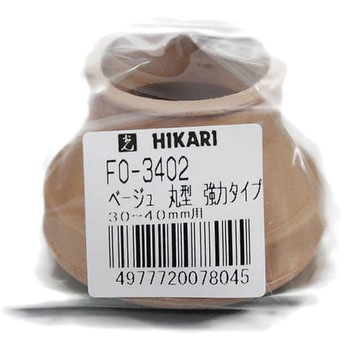 光 HIKARI
FO-3402
ベージュ 丸型 強力タイプ
30~40mm用
4977720078045